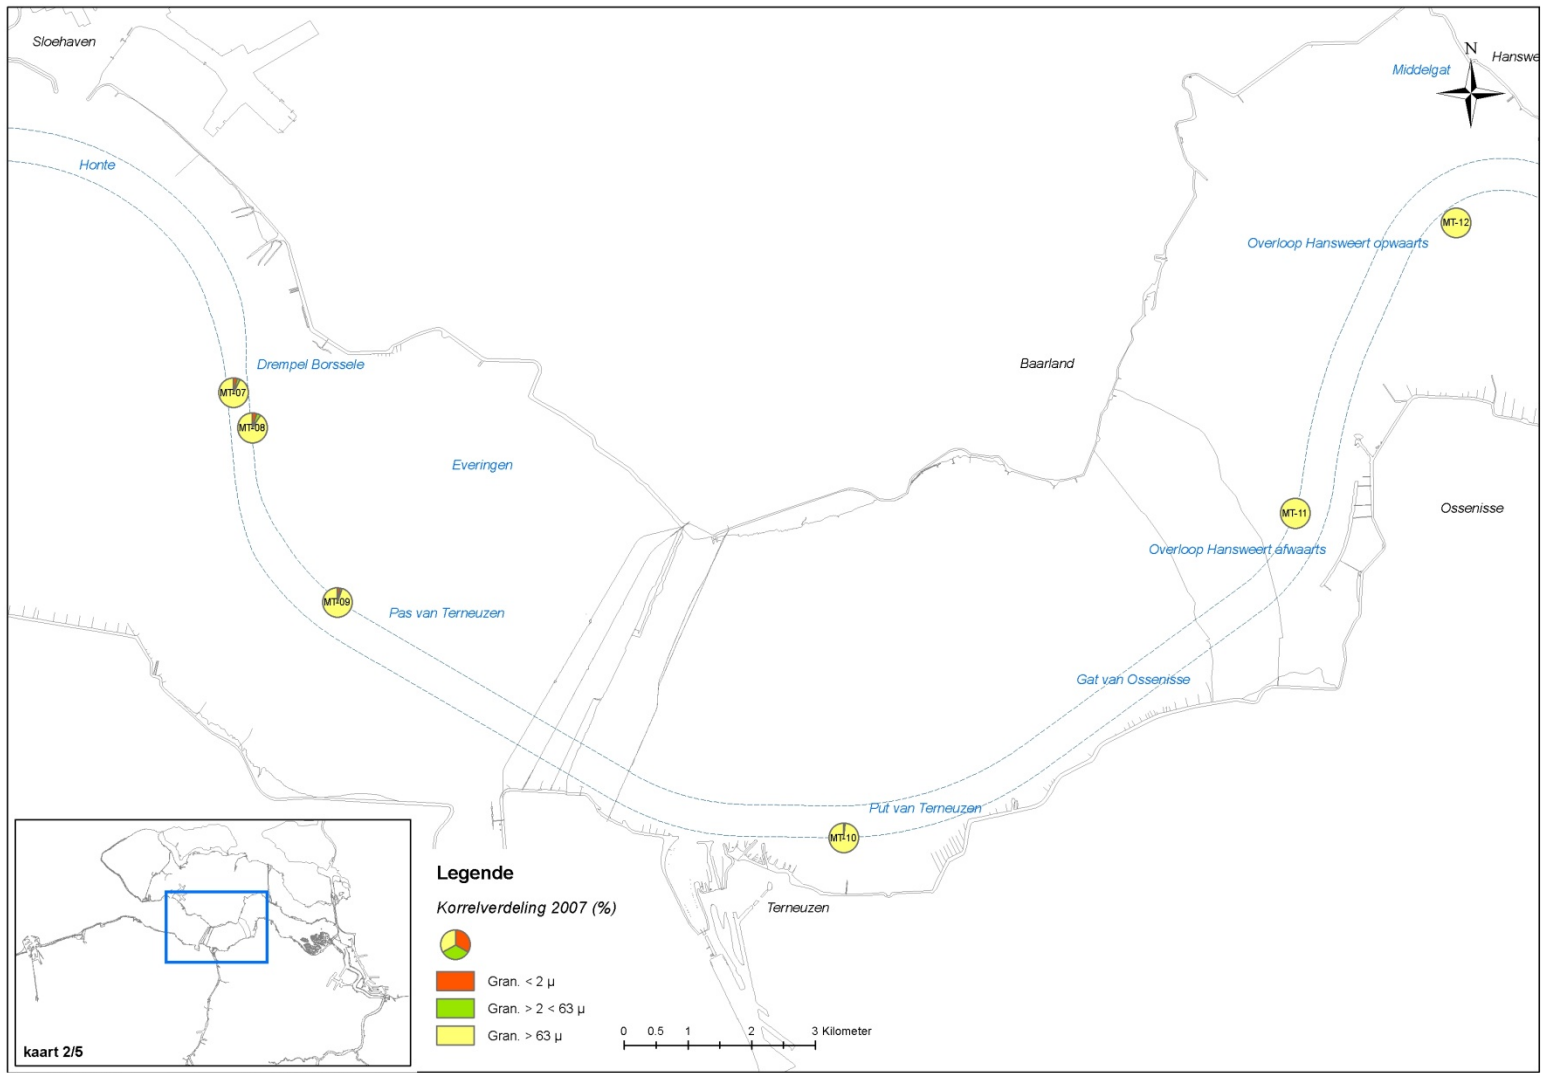 Sloehaven
N
Hanswe
Middelgat
Honte
MT-12
Overloop Hansweert opwaarts
Drempel Borssele
Baarland
MT-07
MT-08
Everingen
Ossenisse
MT-11
Overloop Hansweert afwaarts
MT-09
Pas van Terneuzen
Gat van Ossenisse
Put van Terneuzen
MT-10
Terneuzen
Legende
Korrelverdeling 2007 (%)
Gran. < 2 µ
Gran. > 2 < 63 µ
Gran. > 63 µ
0 0.5 1 2 3 Kilometer
kaart 2/5